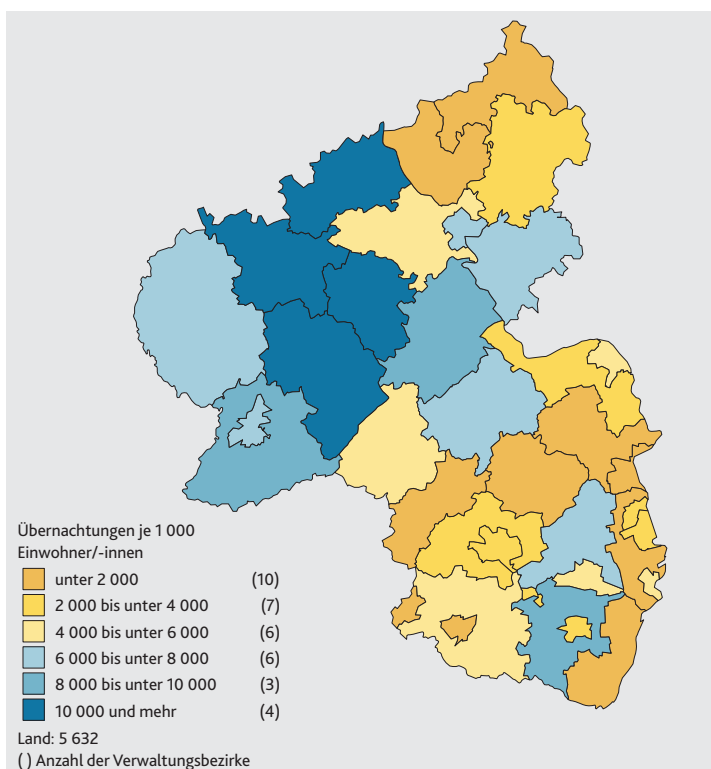 Übernachtungen je 1 000
Einwohner/-innen
unter 2 000 (10)
2 000 bis unter 4 000 (7)
4 000 bis unter 6 000 (6)
6 000 bis unter 8 000 (6)
8 000 bis unter 10 000 (3)
10 000 und mehr (4)
Land: 5 632
( ) Anzahl der Verwaltungsbezirke